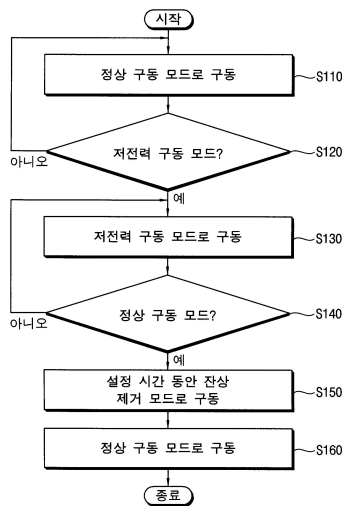 시작
정상 구동 모드로 구동
S110
저전력 구동 모드?
S120
아니오
예
저전력 구동 모드로 구동
S130
정상 구동 모드?
S140
아니오
예
설정 시간 동안 잔상
제거 모드로 구동
S150
정상 구동 모드로 구동
S160
종료